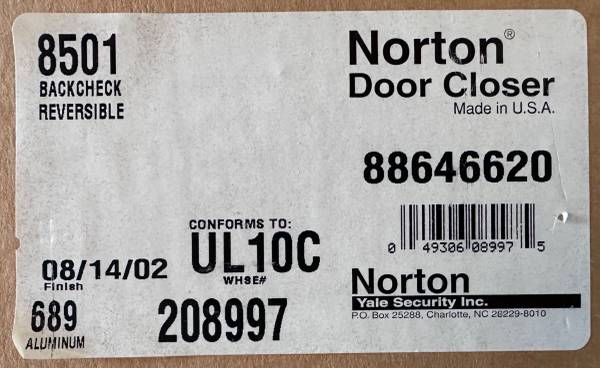 8501
BACKCHECK
REVERSIBLE
Norton®
Door Closer
Made in U.S.A.
88646620
0 49306 08997 5
CONFORMS TO:
UL10C
08/14/02
Finish
WHSE#
689
ALUMINUM
208997
Norton
Yale Security Inc.
P.O. Box 25288, Charlotte, NC 28229-8010